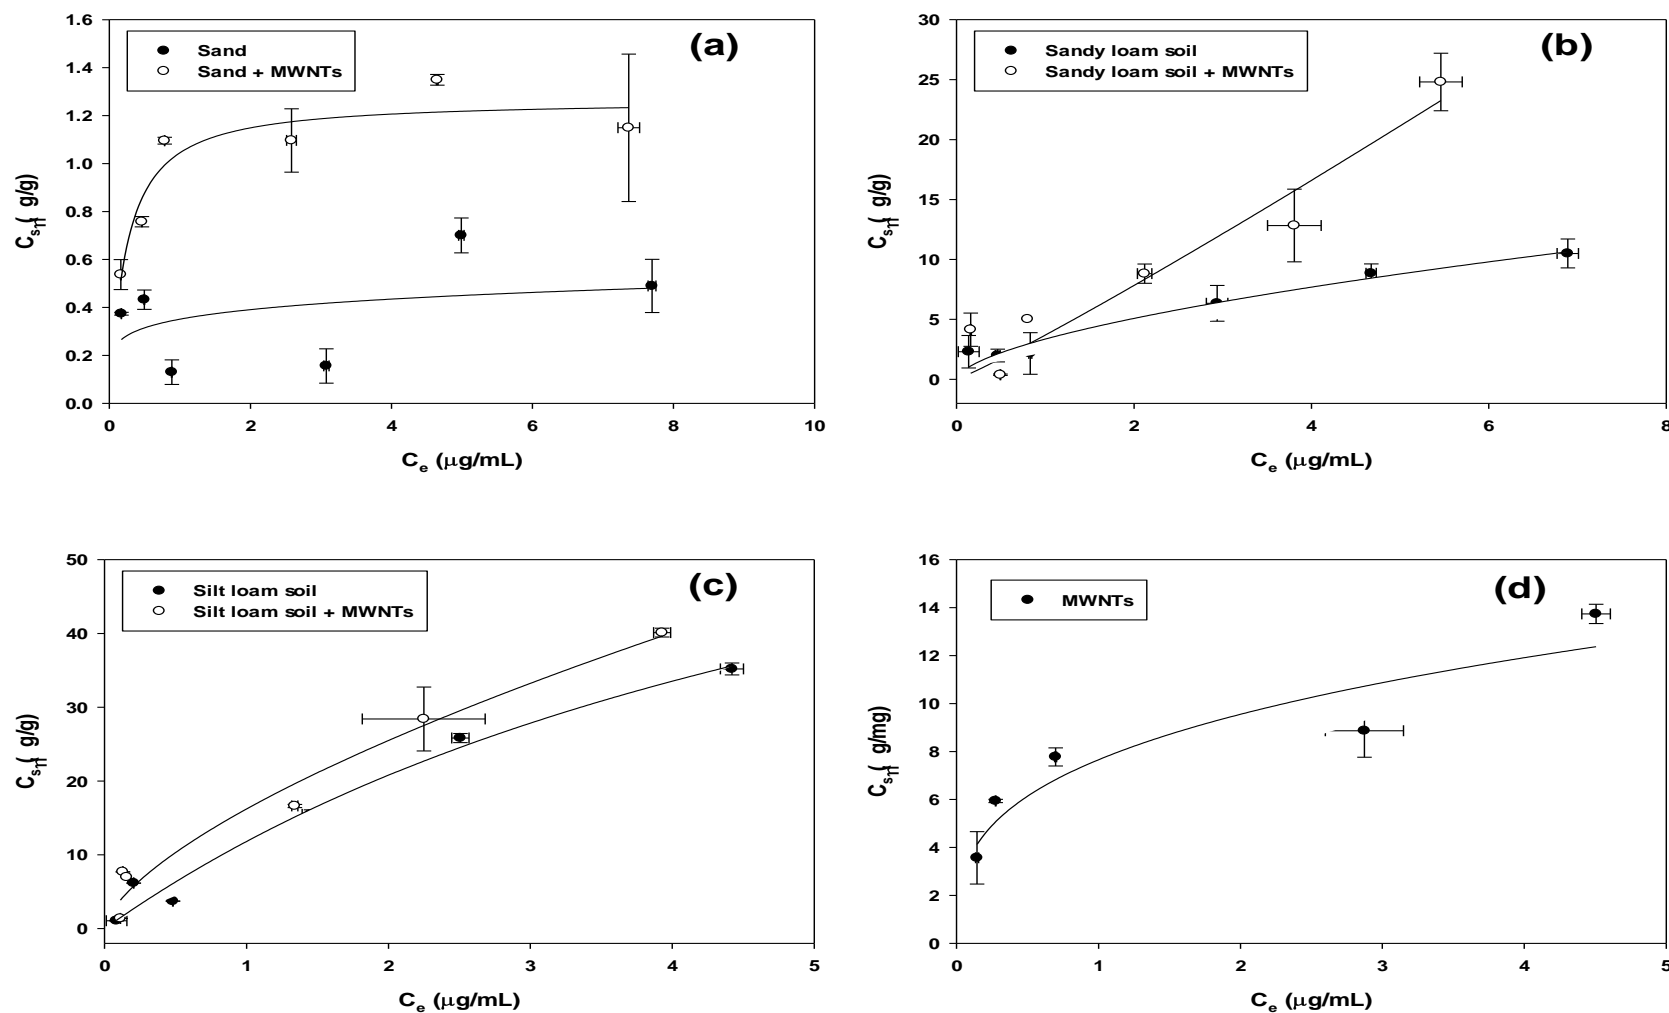 (a)
Sand
Sand + MWNTs
1.6
1.4
1.2
1.0
0.8
0.6
0.4
0.2
0.0
0 2 4 6 8 10
C_e (μg/mL)
(b)
Sandy loam soil
Sandy loam soil + MWNTs
30
25
20
15
10
5
0
0 2 4 6 8
C_e (μg/mL)
(c)
Silt loam soil
Silt loam soil + MWNTs
50
40
30
20
10
0
0 1 2 3 4 5
C_e (μg/mL)
(d)
MWNTs
16
14
12
10
8
6
4
2
0
0 1 2 3 4 5
C_e (μg/mL)